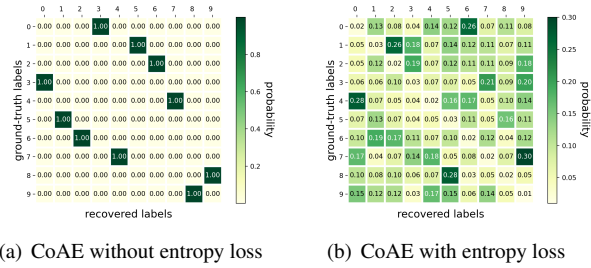 0 1 2 3 4 5 6 7 8 9
0 0.00 0.00 0.00 1.00 0.00 0.00 0.00 0.00 0.00 0.00
1 0.00 0.00 0.00 0.00 0.00 1.00 0.00 0.00 0.00 0.00
2 0.00 0.00 0.00 0.00 0.00 0.00 1.00 0.00 0.00 0.00
3 1.00 0.00 0.00 0.00 0.00 0.00 0.00 0.00 0.00 0.00
4 0.00 0.00 0.00 0.00 0.00 0.00 0.00 1.00 0.00 0.00
5 0.00 1.00 0.00 0.00 0.00 0.00 0.00 0.00 0.00 0.00
6 0.00 0.00 1.00 0.00 0.00 0.00 0.00 0.00 0.00 0.00
7 0.00 0.00 0.00 0.00 1.00 0.00 0.00 0.00 0.00 0.00
8 0.00 0.00 0.00 0.00 0.00 0.00 0.00 0.00 0.00 1.00
9 0.00 0.00 0.00 0.00 0.00 0.00 0.00 0.00 1.00 0.00
ground-truth labels
recovered labels
0.8
0.6
0.4
0.2
probability
(a) CoAE without entropy loss
0 1 2 3 4 5 6 7 8 9
0 0.02 0.13 0.08 0.04 0.14 0.12 0.26 0.11 0.08
1 0.05 0.03 0.26 0.18 0.07 0.14 0.12 0.11 0.05 0.11
2 0.05 0.12 0.02 0.19 0.07 0.12 0.11 0.06 0.09 0.18
3 0.06 0.06 0.10 0.03 0.07 0.07 0.05 0.21 0.09 0.20
4 0.28 0.07 0.05 0.04 0.04 0.16 0.17 0.05 0.10 0.14
5 0.07 0.13 0.07 0.04 0.12 0.10 0.05 0.08 0.16 0.11
6 0.10 0.19 0.17 0.11 0.06 0.10 0.02 0.12 0.04 0.12
7 0.17 0.04 0.07 0.14 0.18 0.05 0.08 0.02 0.07 0.30
8 0.12 0.10 0.08 0.10 0.07 0.28 0.03 0.05 0.12 0.02
9 0.15 0.12 0.12 0.03 0.17 0.15 0.06 0.14 0.05 0.01
ground-truth labels
recovered labels
0.30
0.25
0.20
0.15
0.10
0.05
probability
(b) CoAE with entropy loss